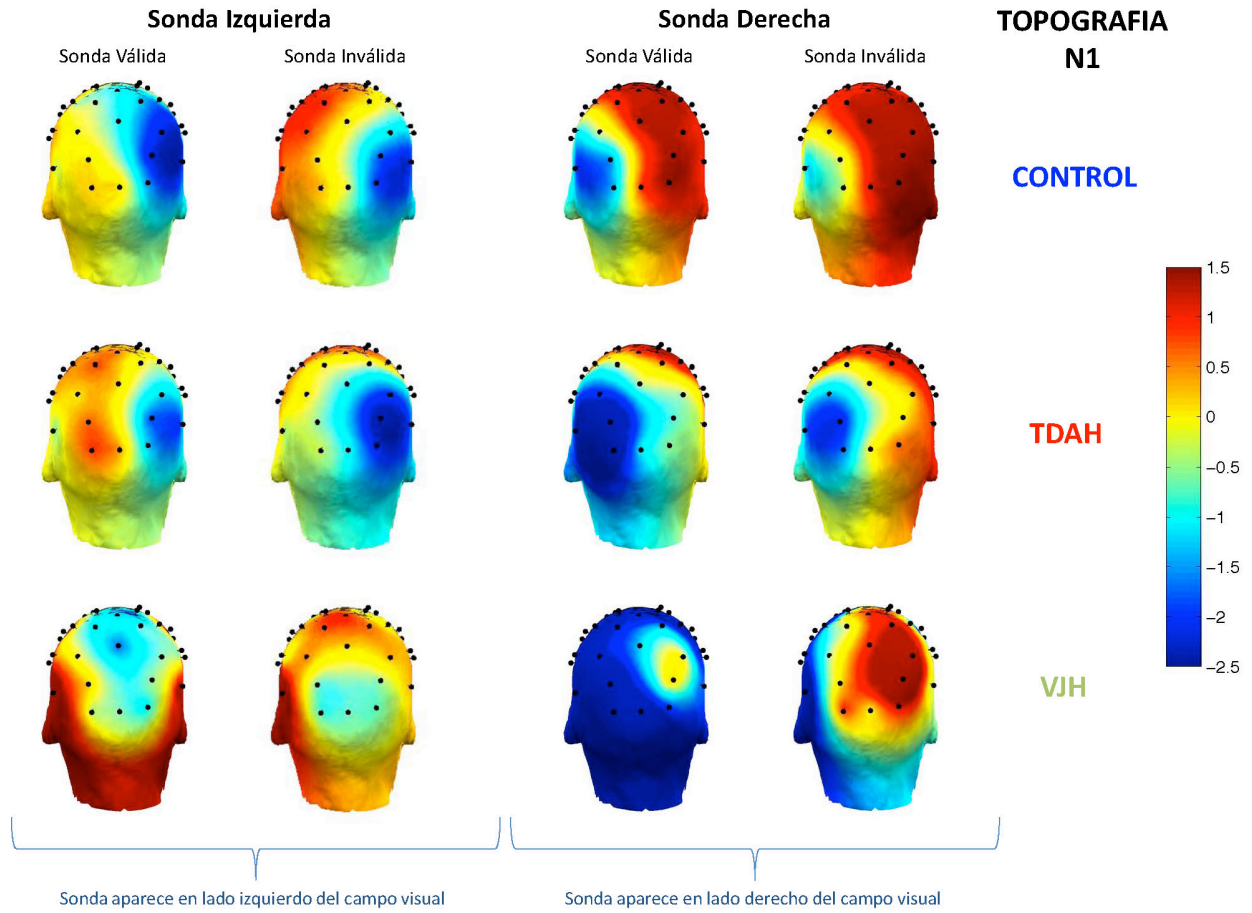 Sonda Izquierda
Sonda Derecha
TOPOGRAFIA
N1
Sonda Válida
Sonda Inválida
Sonda Válida
Sonda Inválida
CONTROL
TDAH
VJH
1.5
1
0.5
0
−0.5
−1
−1.5
−2
−2.5
Sonda aparece en lado izquierdo del campo visual
Sonda aparece en lado derecho del campo visual